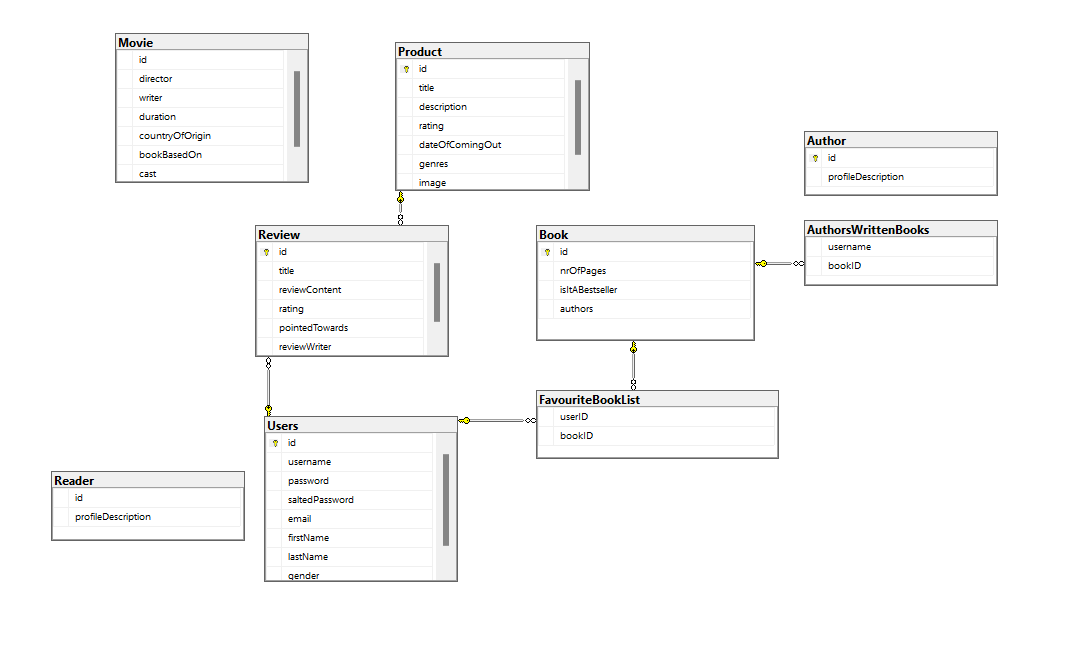 Movie
id
director
writer
duration
countryOfOrigin
bookBasedOn
cast
Product
id
title
description
rating
dateOfComingOut
genres
image
Author
id
profileDescription
AuthorsWrittenBooks
username
bookID
Review
id
title
reviewContent
rating
pointedTowards
reviewWriter
Book
id
nrOfPages
isItABestseller
authors
FavouriteBookList
userID
bookID
Users
id
username
password
saltedPassword
email
firstName
lastName
gender
Reader
id
profileDescription